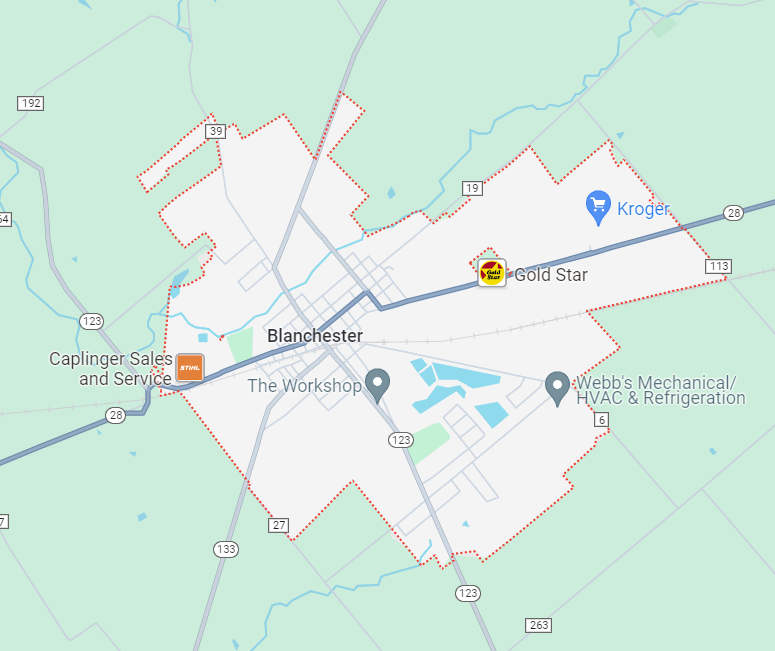 192
39
19
Kroger
28
64
113
Gold Star
Gold Star
123
Blanchester
Caplinger Sales
and Service
STIHL
The Workshop
Webb's Mechanical/
HVAC & Refrigeration
28
6
123
27
7
133
123
263